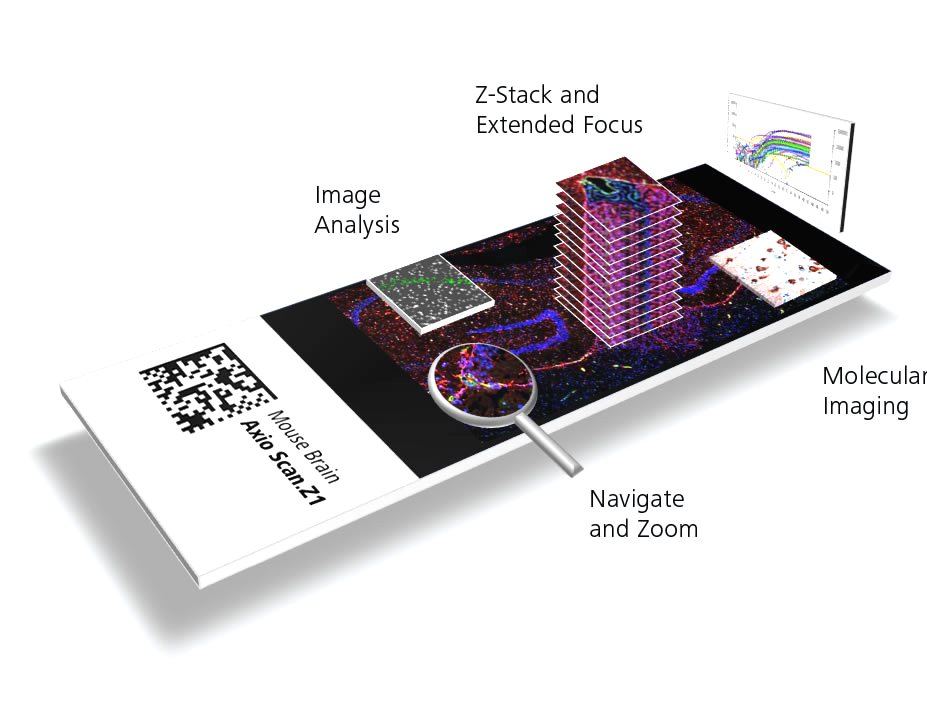 Z-Stack and
Extended Focus
Image
Analysis
Molecular
Imaging
Mouse Brain
Axio Scan.Z1
Navigate
and Zoom